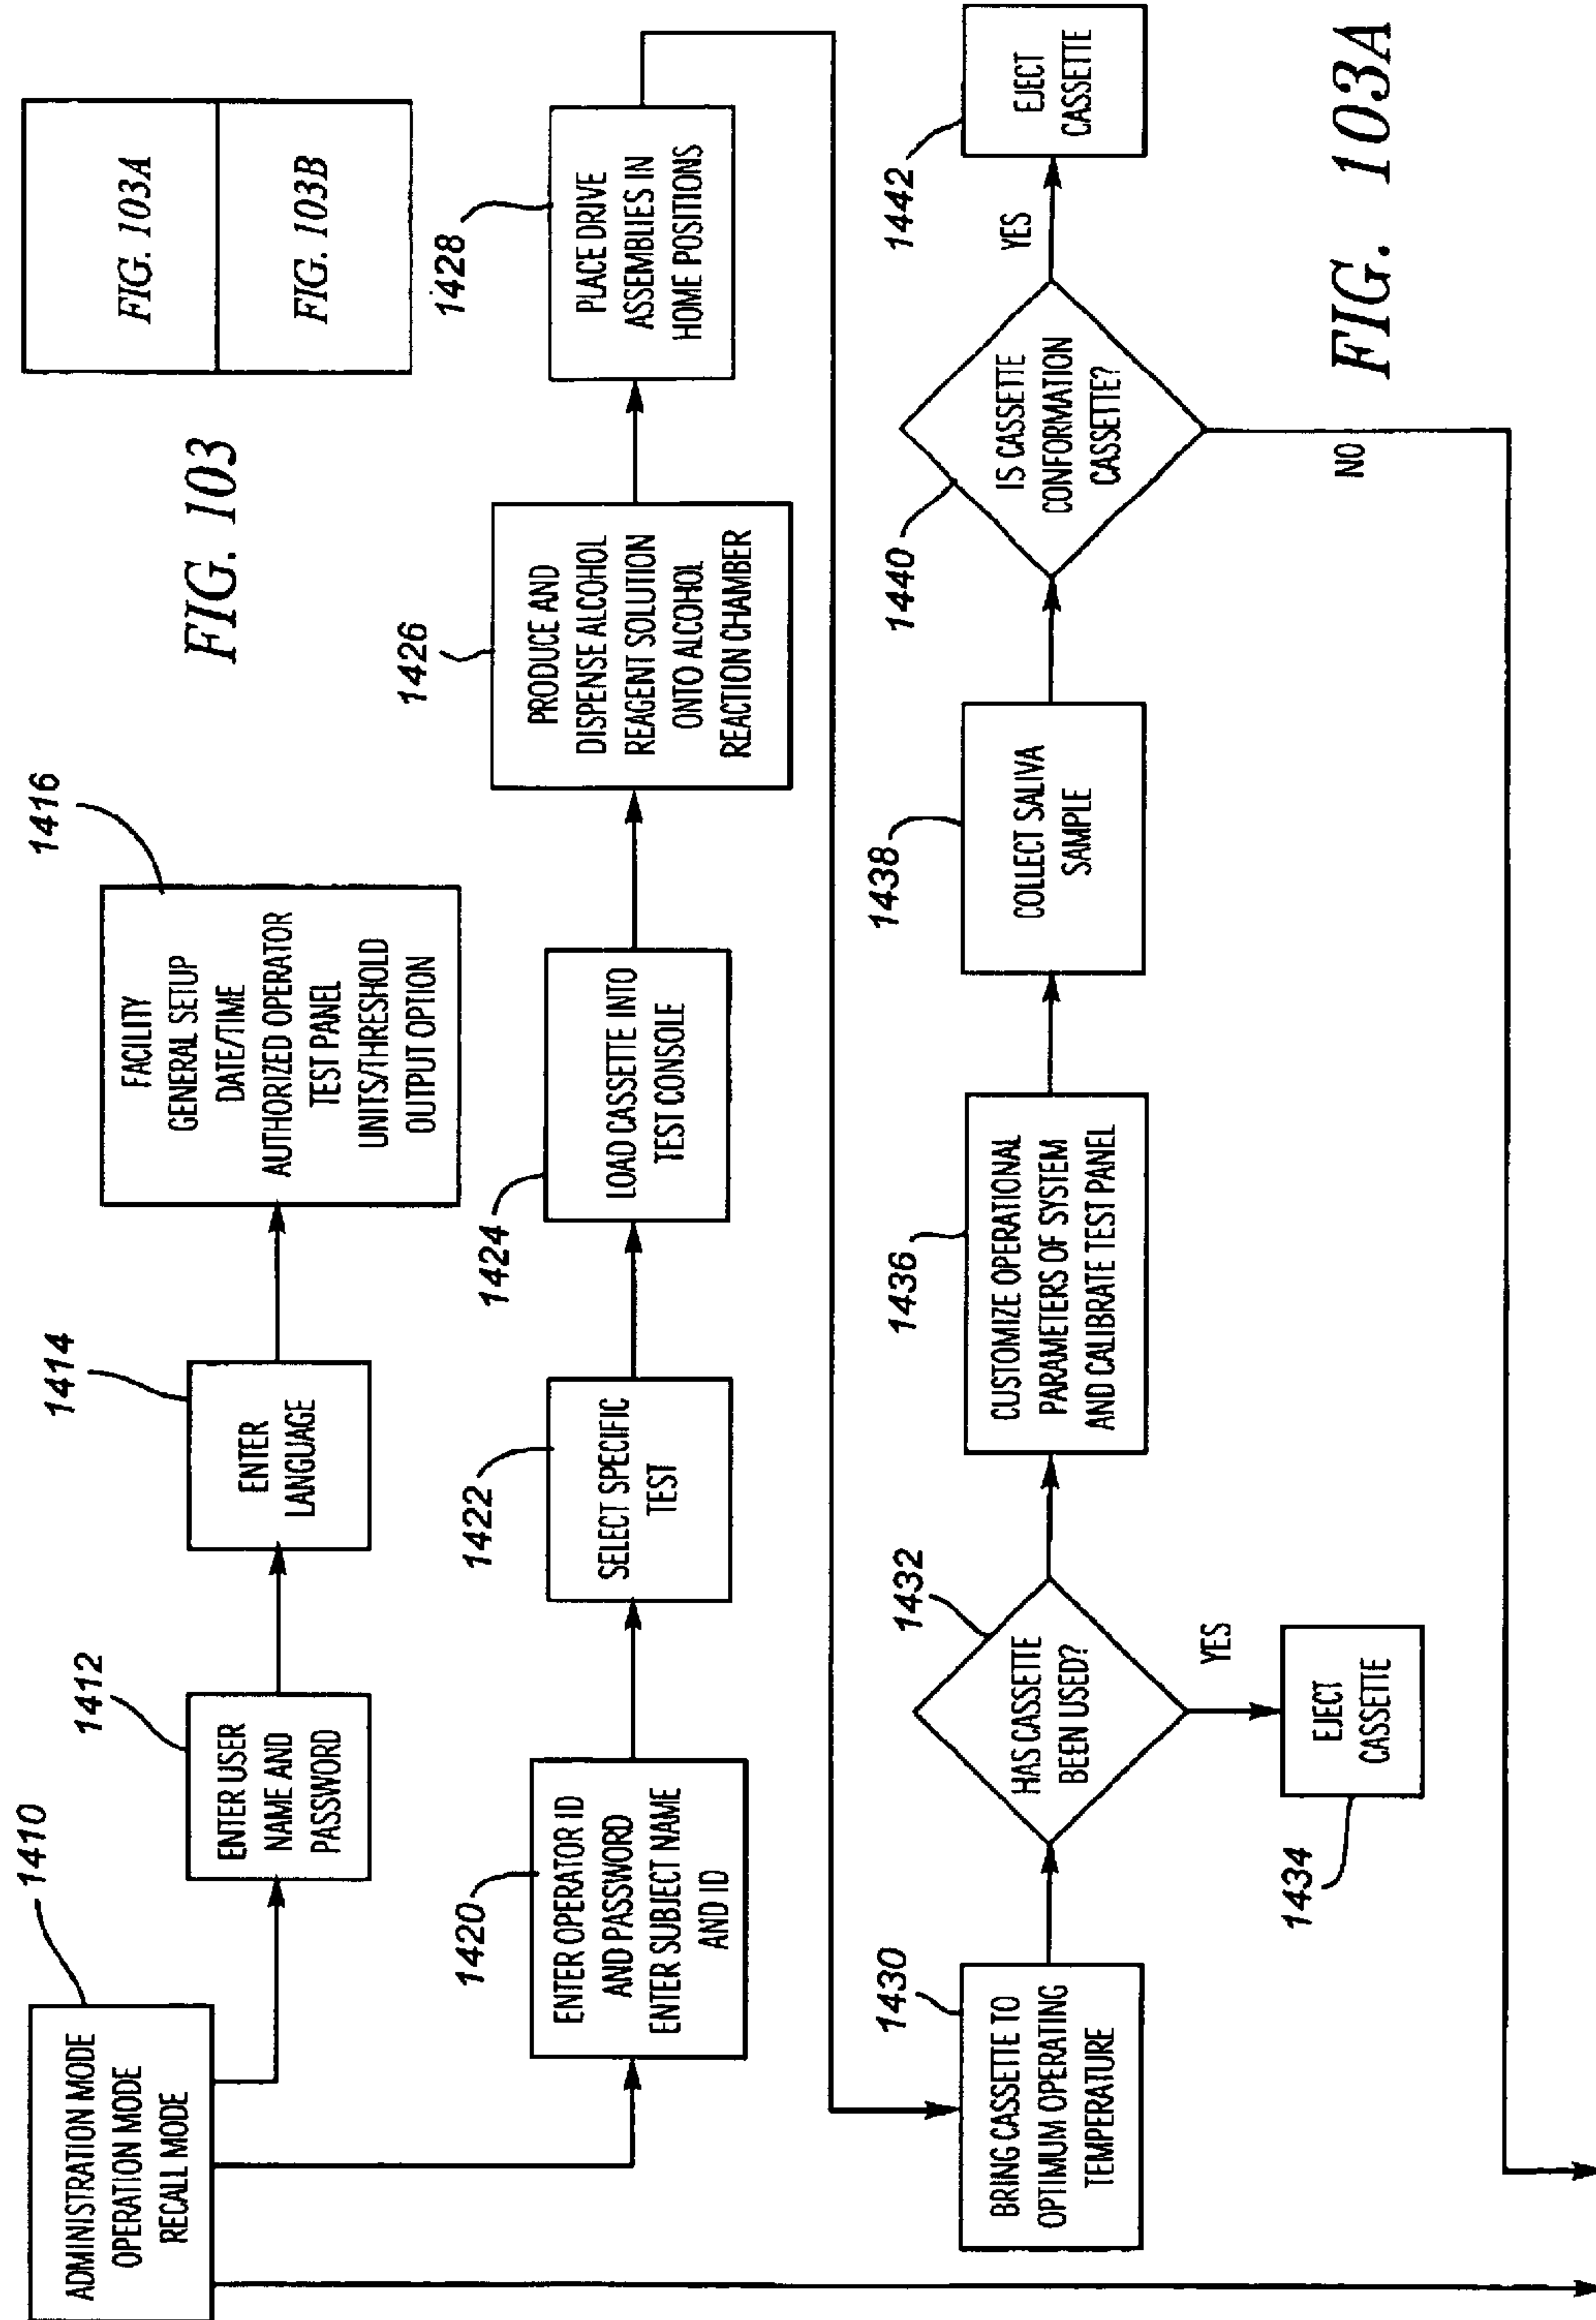 FIG. 103
FIG. 103A
FIG. 103B
1410
ADMINISTRATION MODE
OPERATION MODE
RECALL MODE
1412
ENTER USER
NAME AND
PASSWORD
1414
ENTER
LANGUAGE
1416
FACILITY
GENERAL SETUP
DATE/TIME
AUTHORIZED OPERATOR
TEST PANEL
UNITS/THRESHOLD
OUTPUT OPTION
1420
ENTER OPERATOR ID
AND PASSWORD
ENTER SUBJECT NAME
AND ID
1422
SELECT SPECIFIC
TEST
1424
LOAD CASSETTE INTO
TEST CONSOLE
1426
PRODUCE AND
DISPENSE ALCOHOL
REAGENT SOLUTION
ONTO ALCOHOL
REACTION CHAMBER
1428
PLACE DRIVE
ASSEMBLIES IN
HOME POSITIONS
1430
BRING CASSETTE TO
OPTIMUM OPERATING
TEMPERATURE
1432
HAS CASSETTE
BEEN USED?
YES
1434
EJECT
CASSETTE
1436
CUSTOMIZE OPERATIONAL
PARAMETERS OF SYSTEM
AND CALIBRATE TEST PANEL
1438
COLLECT SALIVA
SAMPLE
1440
IS CASSETTE
CONFORMATION
CASSETTE?
YES
NO
1442
EJECT
CASSETTE
FIG. 103A